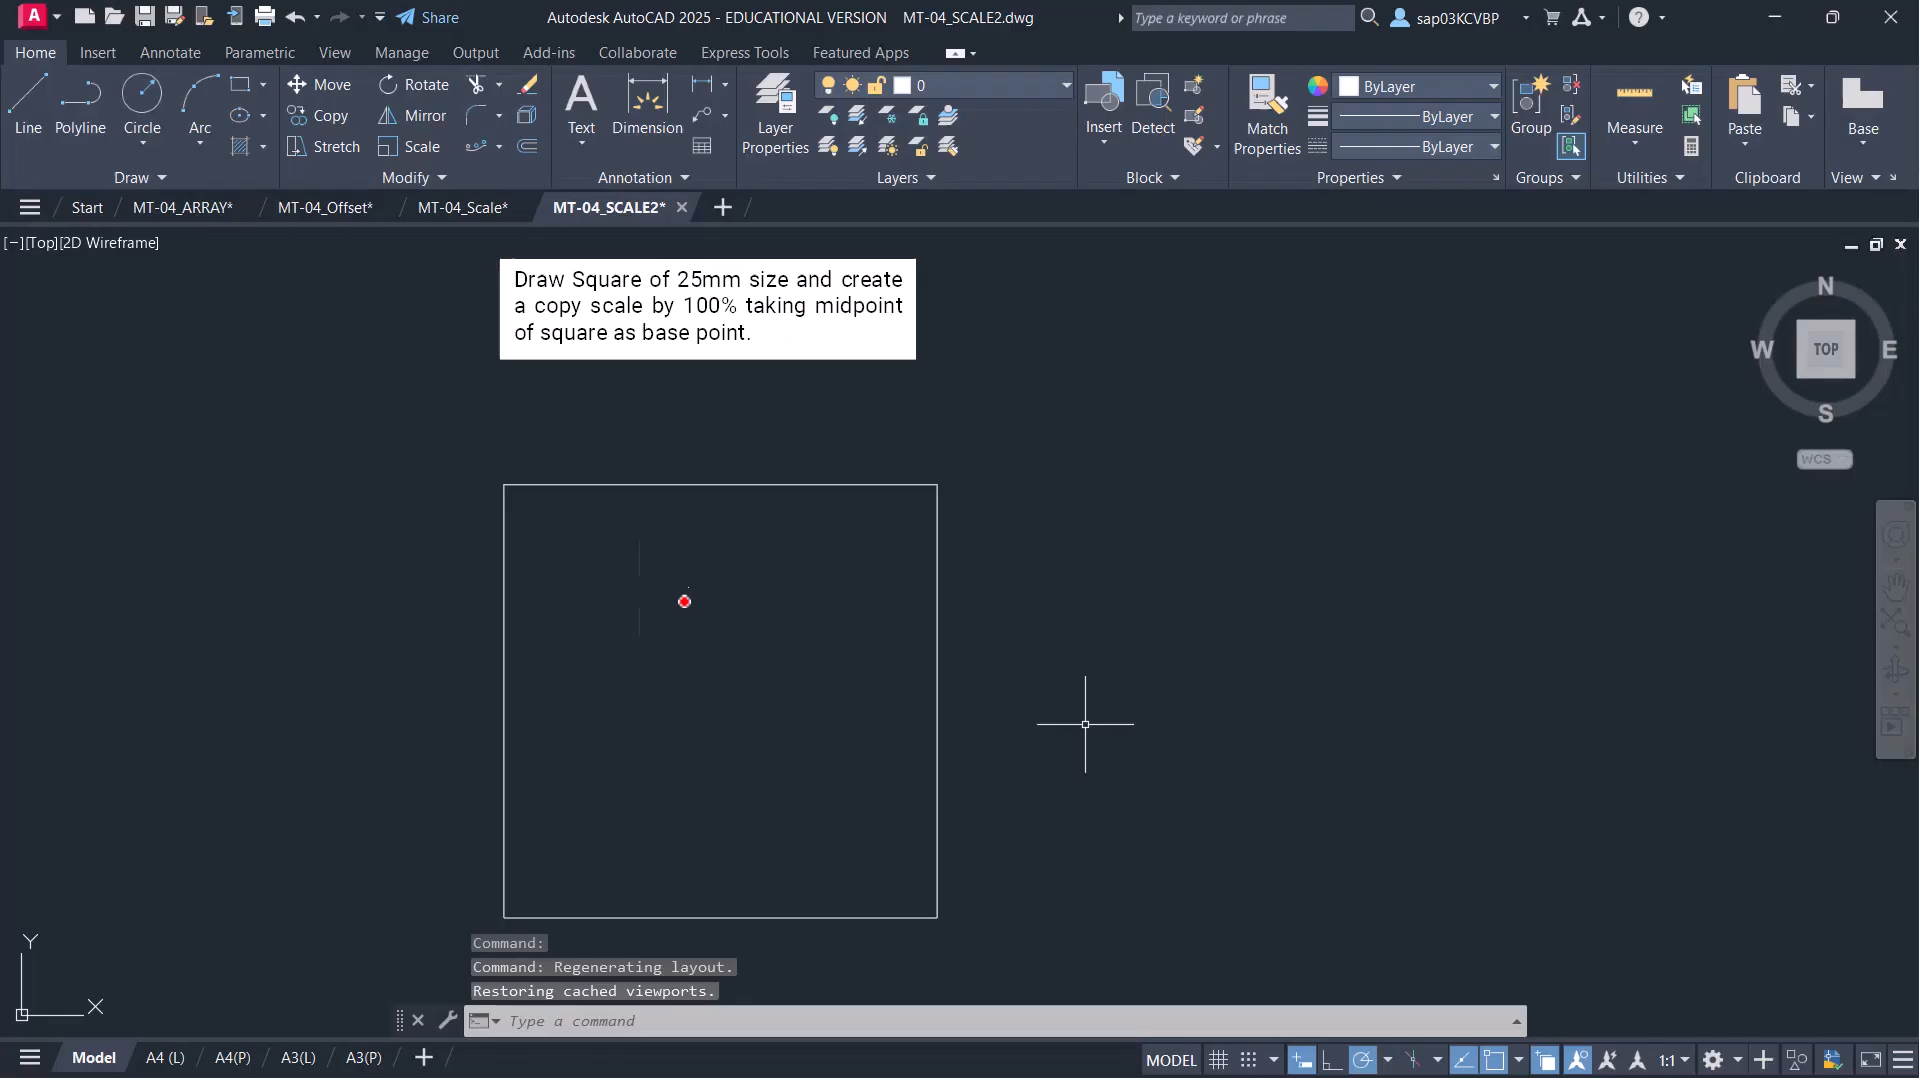 Share
Autodesk AutoCAD 2025 - EDUCATIONAL VERSION MT-04_SCALE2.dwg
Type a keyword or phrase
sap03KCVBP
Home Insert Annotate Parametric View Manage Output Add-ins Collaborate Express Tools Featured Apps
Line Polyline Circle Arc
Draw
Move Rotate
Copy Mirror
Stretch Scale
Modify
Text Dimension
Annotation
Layer
Properties
0
Layers
Insert Detect
Block
Match
Properties
ByLayer
ByLayer
ByLayer
Properties
Group
Groups
Measure
Utilities
Paste
Clipboard
Base
View
Start MT-04_ARRAY* MT-04_Offset* MT-04_Scale* MT-04_SCALE2*
[−][Top][2D Wireframe]
Draw Square of 25mm size and create
a copy scale by 100% taking midpoint
of square as base point.
N
W TOP E
S
WCS
Y
X
Command:
Command: Regenerating layout.
Restoring cached viewports.
Type a command
Model A4 (L) A4(P) A3(L) A3(P)
MODEL
1:1